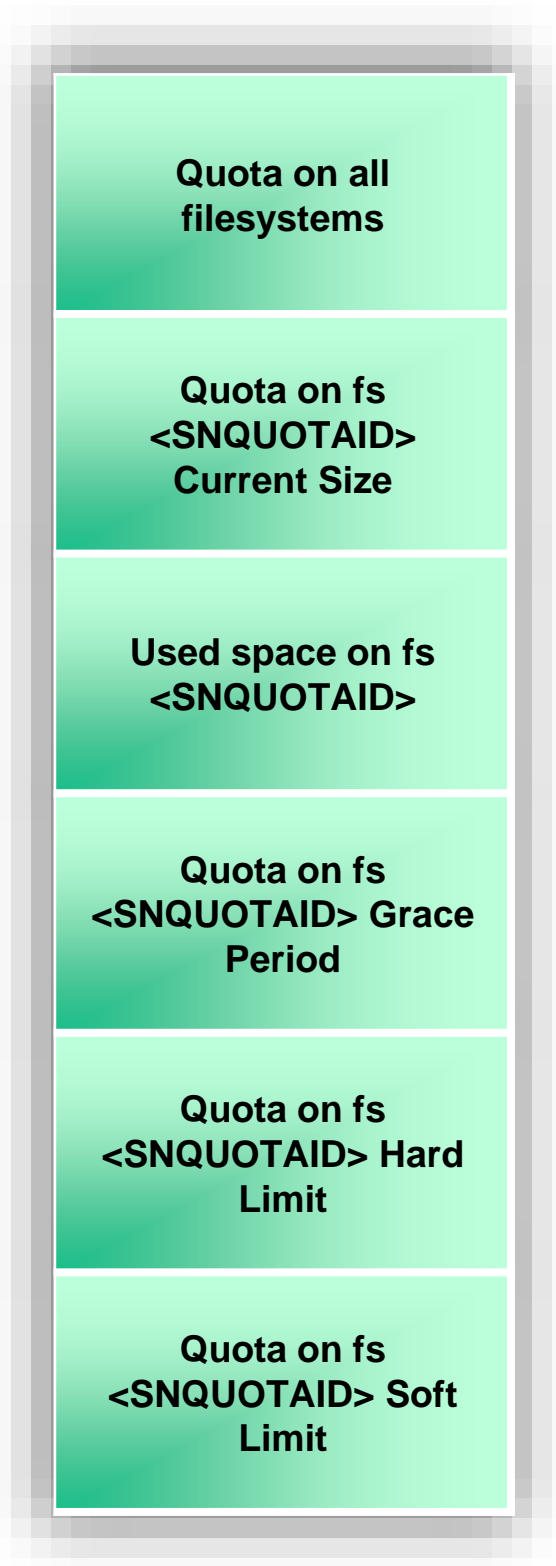 Quota on all
filesystems
Quota on fs
<SNQUOTAID>
Current Size
Used space on fs
<SNQUOTAID>
Quota on fs
<SNQUOTAID> Grace
Period
Quota on fs
<SNQUOTAID> Hard
Limit
Quota on fs
<SNQUOTAID> Soft
Limit